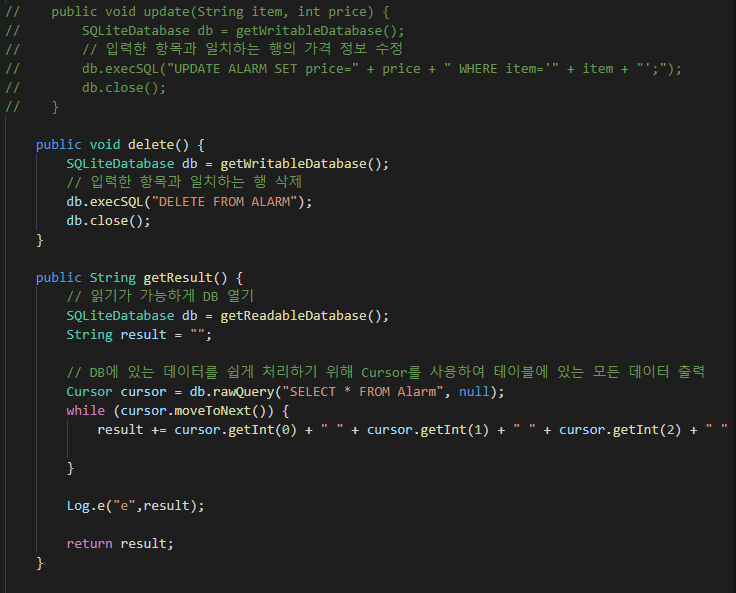 //    public void update(String item, int price) {
//        SQLiteDatabase db = getWritableDatabase();
//        // 입력한 항목과 일치하는 행의 가격 정보 수정
//        db.execSQL("UPDATE ALARM SET price=" + price + " WHERE item='" + item + "';");
//        db.close();
//    }
public void delete() {
SQLiteDatabase db = getWritableDatabase();
// 입력한 항목과 일치하는 행 삭제
db.execSQL("DELETE FROM ALARM");
db.close();
}
public String getResult() {
// 읽기가 가능하게 DB 열기
SQLiteDatabase db = getReadableDatabase();
String result = "";
// DB에 있는 데이터를 쉽게 처리하기 위해 Cursor를 사용하여 테이블에 있는 모든 데이터 출력
Cursor cursor = db.rawQuery("SELECT * FROM Alarm", null);
while (cursor.moveToNext()) {
result += cursor.getInt(0) + " " + cursor.getInt(1) + " " + cursor.getInt(2) + " "
}
Log.e("e",result);
return result;
}